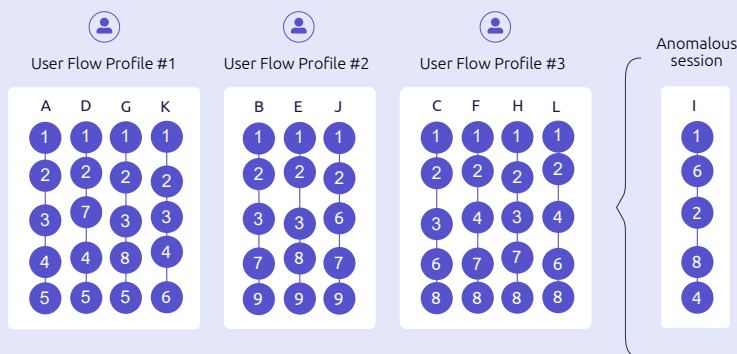 User Flow Profile #1
User Flow Profile #2
User Flow Profile #3
Anomalous
session
A D G K
1 1 1 1
2 2 2 2
3 7 3 3
4 4 8 4
5 5 5 6
B E J
1 1 1
2 2 2
3 3 6
7 8 7
9 9 9
C F H L
1 1 1 1
2 2 2 2
3 4 3 4
6 7 7 6
8 8 8 8
I
1
6
2
8
4